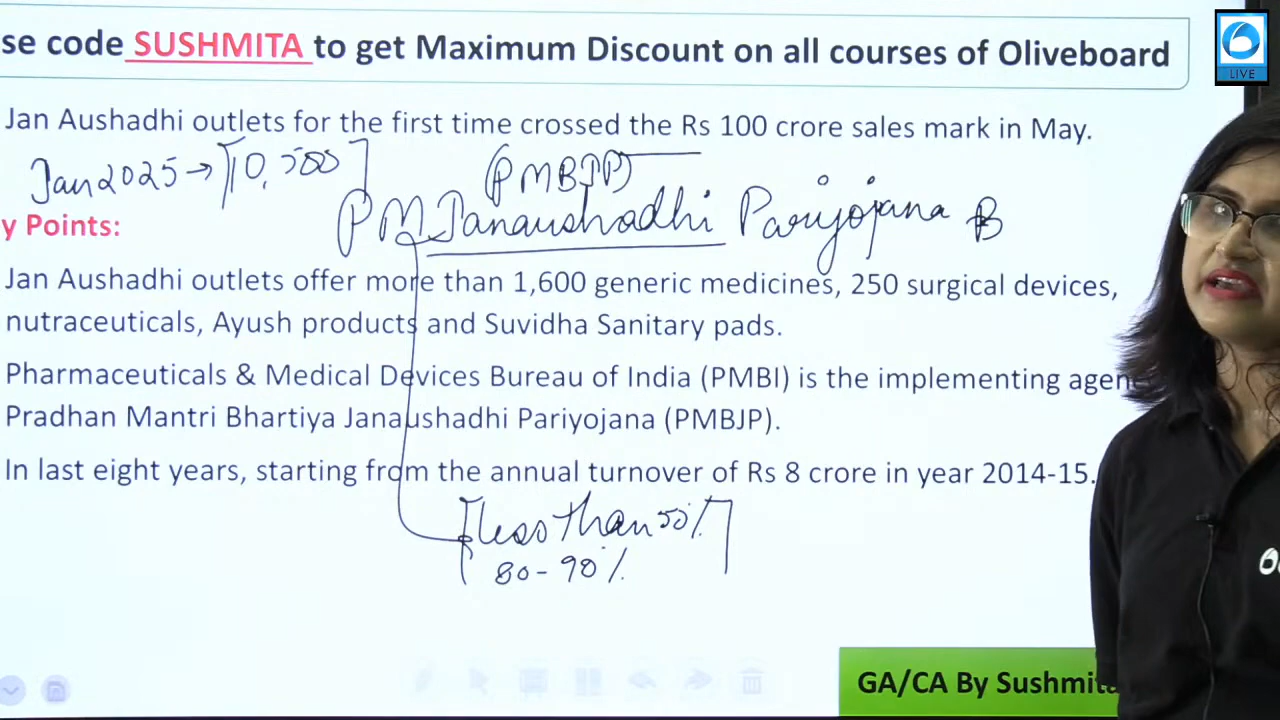 se code SUSHMITA to get Maximum Discount on all courses of Oliveboard
LIVE
Jan Aushadhi outlets for the first time crossed the Rs 100 crore sales mark in May.
Jan 2025 → [10,500]
(PMBJP)
PM Janaushadhi Pariyojana B
y Points:
Jan Aushadhi outlets offer more than 1,600 generic medicines, 250 surgical devices,
nutraceuticals, Ayush products and Suvidha Sanitary pads.
Pharmaceuticals & Medical Devices Bureau of India (PMBI) is the implementing agen
Pradhan Mantri Bhartiya Janaushadhi Pariyojana (PMBJP).
In last eight years, starting from the annual turnover of Rs 8 crore in year 2014-15.
[less than 50%]
80-90%
GA/CA By Sushmita